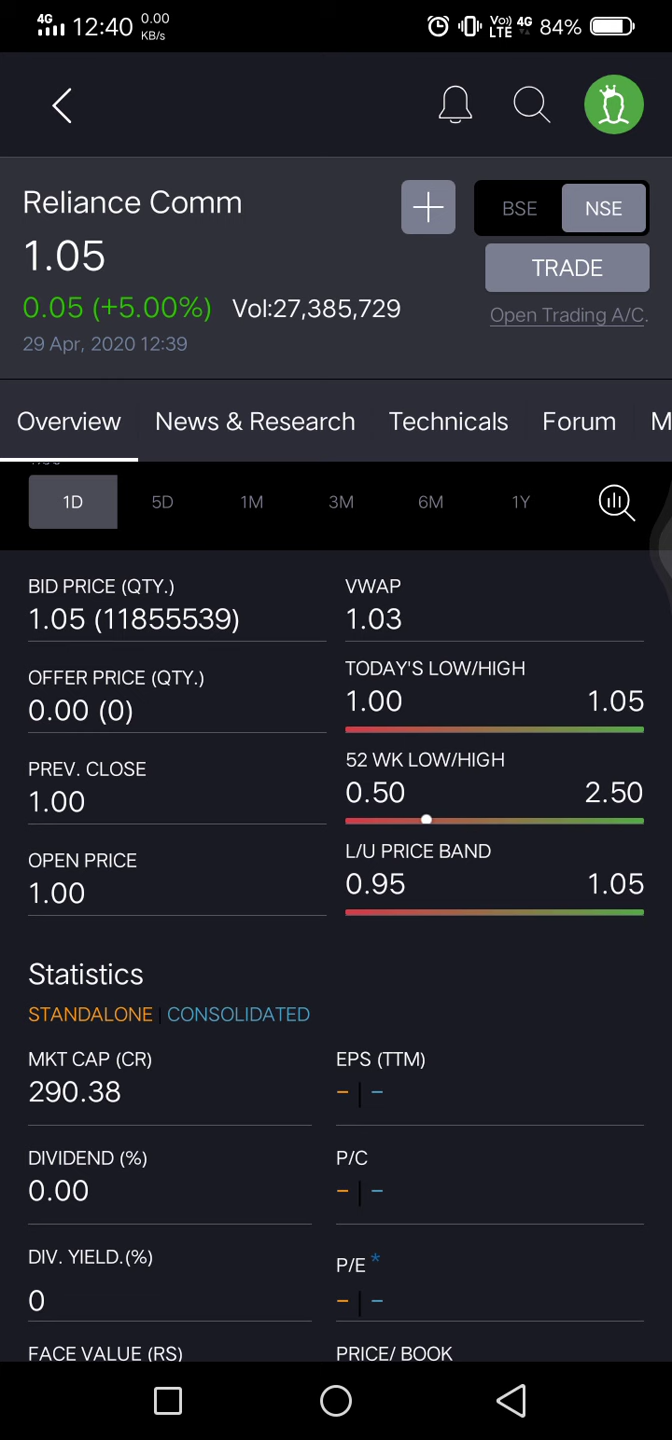 4G 12:40 0.00 KB/s Vo) LTE 4G 84%
Reliance Comm
BSE NSE
1.05
TRADE
0.05 (+5.00%) Vol:27,385,729
Open Trading A/C.
29 Apr, 2020 12:39
Overview News & Research Technicals Forum M
1D 5D 1M 3M 6M 1Y
BID PRICE (QTY.)
1.05 (11855539)
VWAP
1.03
OFFER PRICE (QTY.)
0.00 (0)
TODAY'S LOW/HIGH
1.00 1.05
PREV. CLOSE
1.00
52 WK LOW/HIGH
0.50 2.50
OPEN PRICE
1.00
L/U PRICE BAND
0.95 1.05
Statistics
STANDALONE | CONSOLIDATED
MKT CAP (CR)
290.38
EPS (TTM)
– | –
DIVIDEND (%)
0.00
P/C
– | –
DIV. YIELD.(%)
0
P/E *
– | –
FACE VALUE (RS)
PRICE/ BOOK